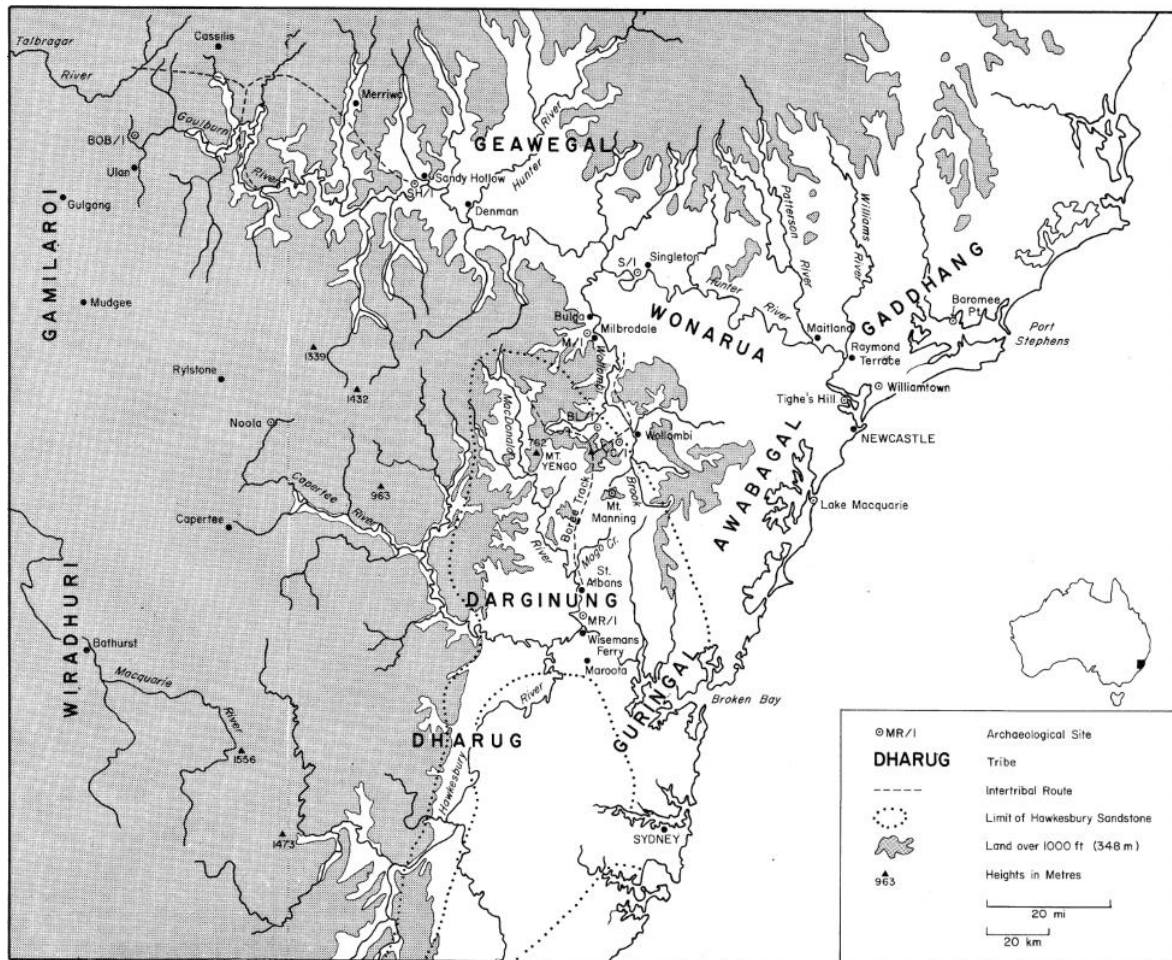 Cassilis
Talbragar
River
Merriwa
BOB/I
Goulburn
River
Ulan
Gulgong
GEAWEGAL
Hunter River
Sandy Hollow
SH/I
Denman
GAMILAROI
Mudgee
S/I
Singleton
Hunter
River
Patterson
River
Williams
River
GADDHANG
Boromee
Pt.
Port
Stephens
Bulga
Milbrodale
M/I
WONARUA
Maitland
Raymond
Terrace
Williamtown
Tighe's Hill
NEWCASTLE
1339
1432
Rylstone
Noola
Wollombi
Brook
MacDonald
River
BL/I
C/I
Wollombi
762
MT.
YENGO
Mt.
Manning
Boree Track
Mogo Cr.
AWABAGAL
Lake Macquarie
963
Capertee
River
Capertee
St.
Albans
DARGINUNG
MR/I
Wisemans
Ferry
Maroota
WIRADHURI
Bathurst
Macquarie
River
1556
1473
DHARUG
Hawkesbury
River
GURINGAL
Broken Bay
SYDNEY
MR/I Archaeological Site
DHARUG Tribe
Intertribal Route
Limit of Hawkesbury Sandstone
Land over 1000 ft (348 m)
963 Heights in Metres
20 mi
20 km